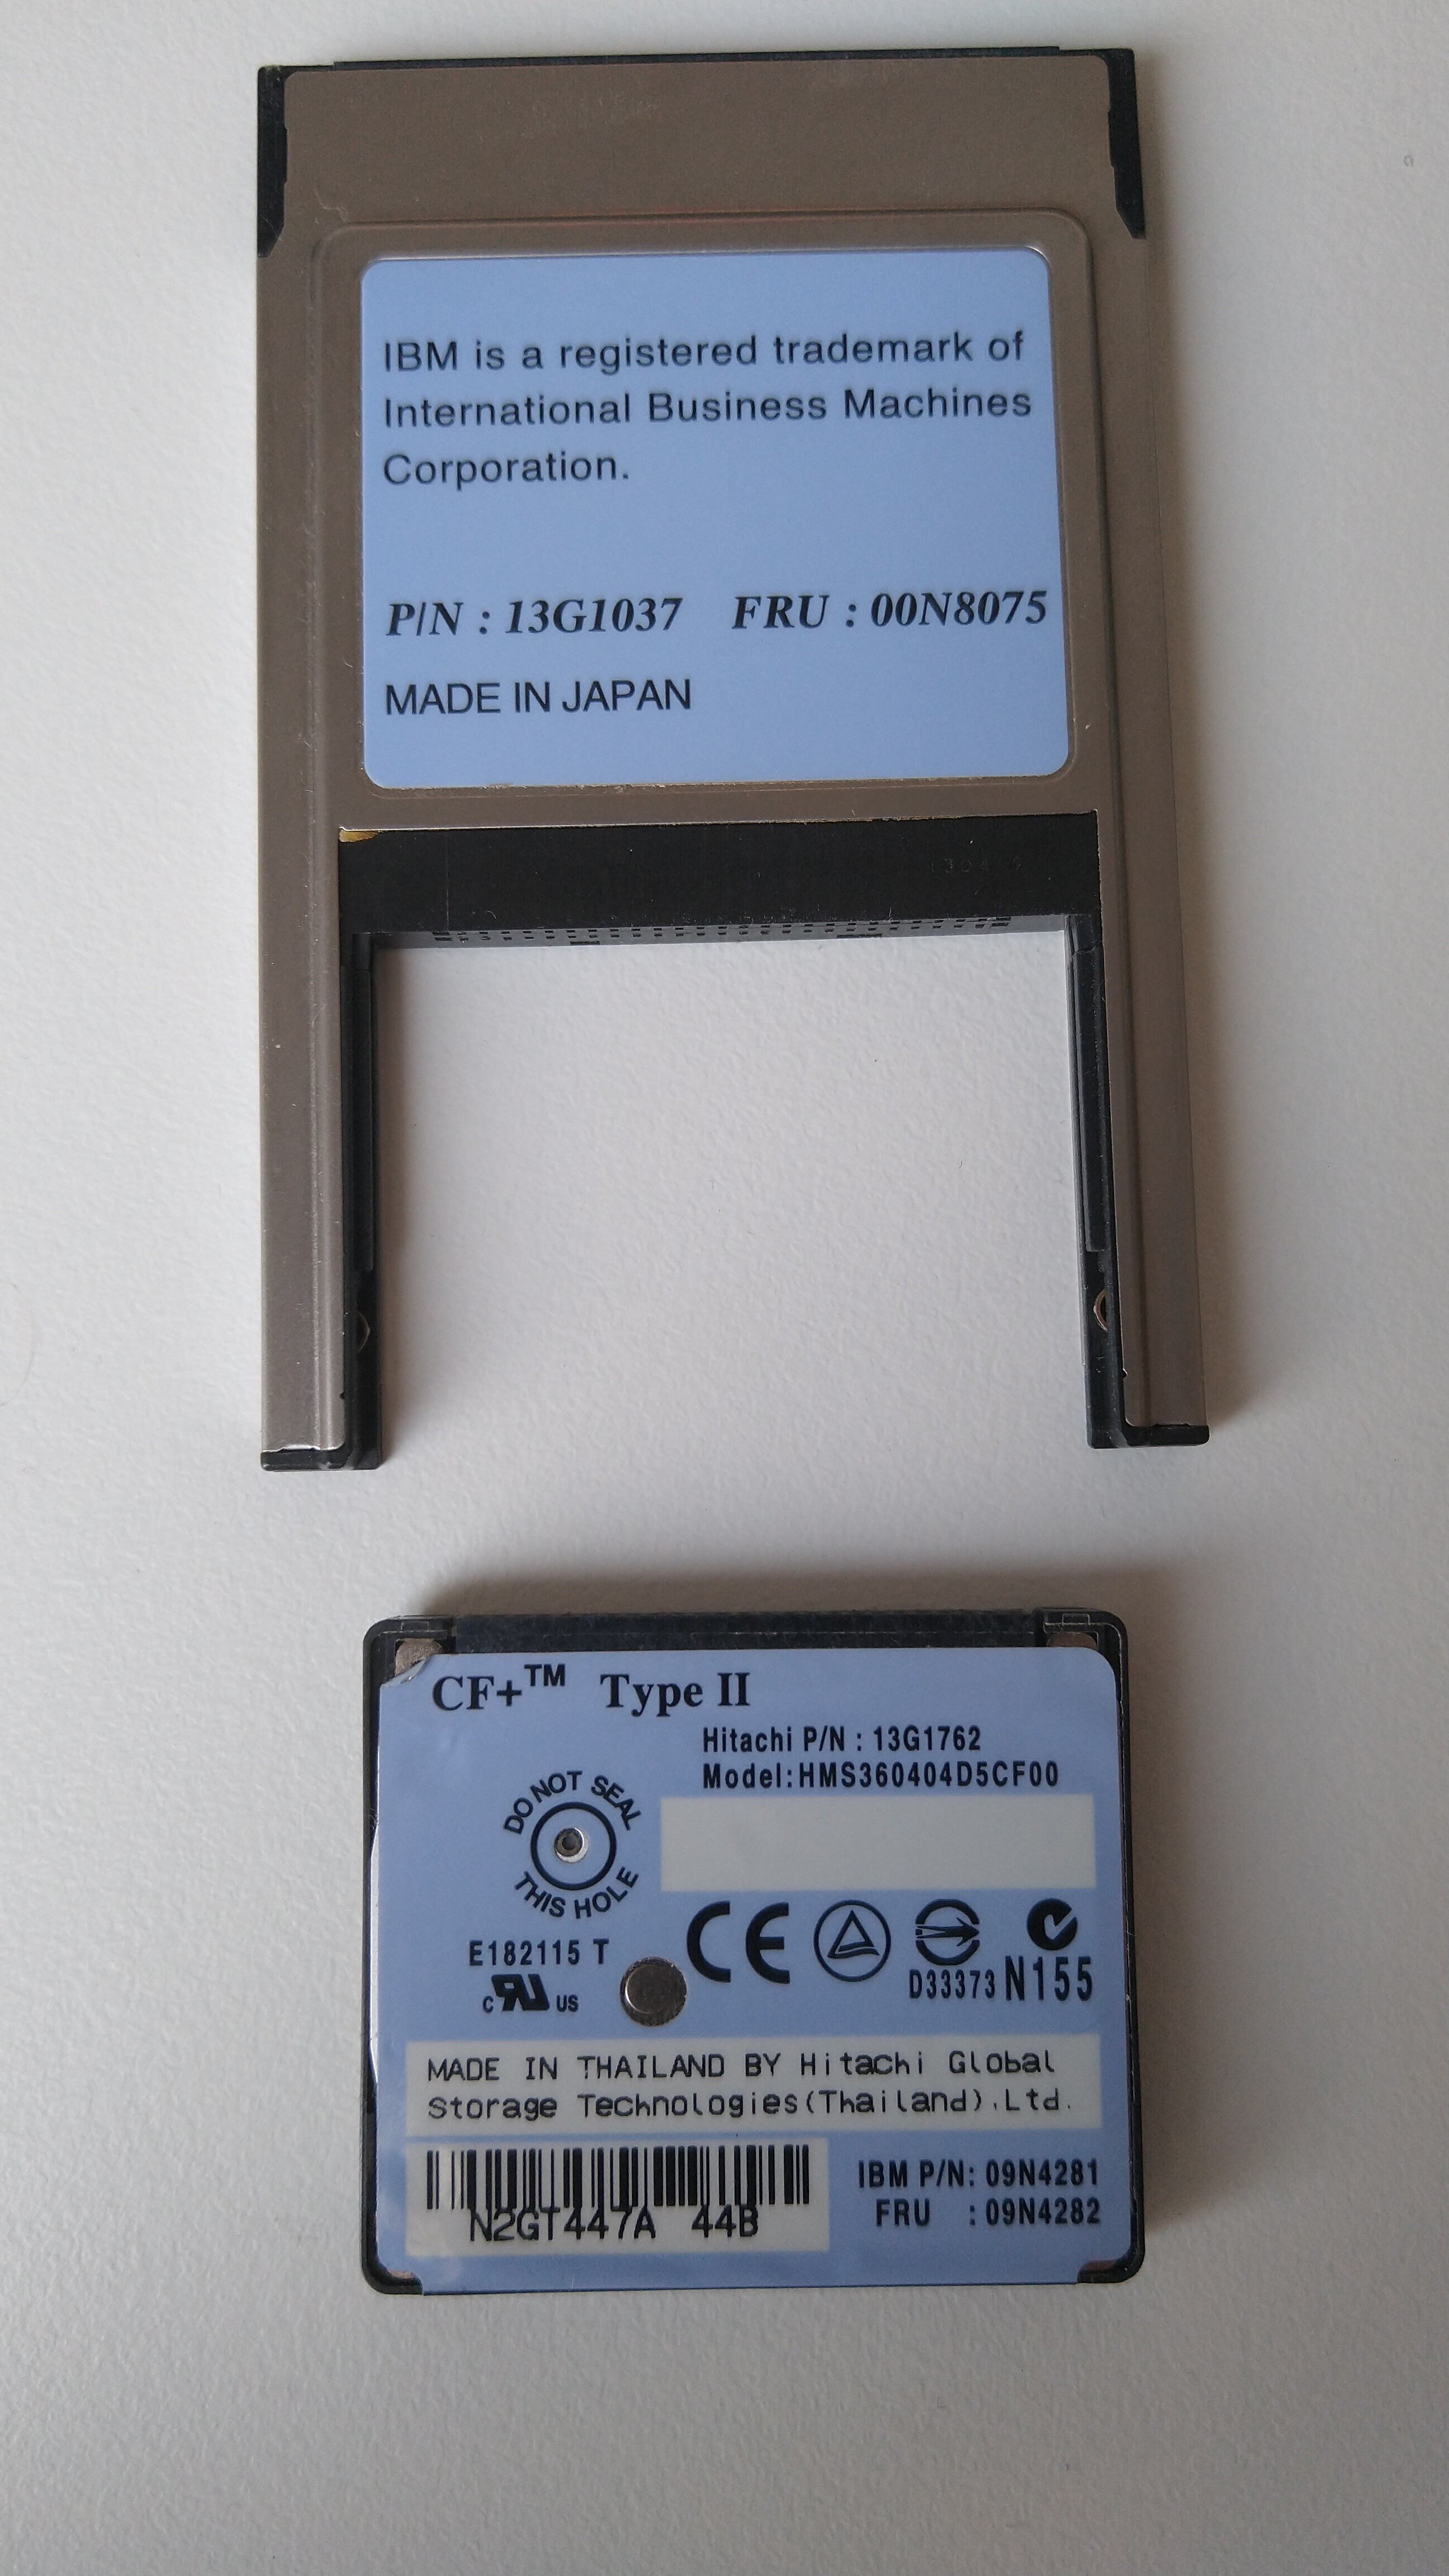 IBM is a registered trademark of
International Business Machines
Corporation.
P/N : 13G1037 FRU : 00N8075
MADE IN JAPAN
CF+™ Type II
Hitachi P/N : 13G1762
Model:HMS360404D5CF00
DO NOT SEAL
THIS HOLE
E182115 T
c RU US
CE
D33373 N155
MADE IN THAILAND BY Hitachi Global
Storage Technologies(Thailand).Ltd.
N2GT447A 44B
IBM P/N: 09N4281
FRU : 09N4282